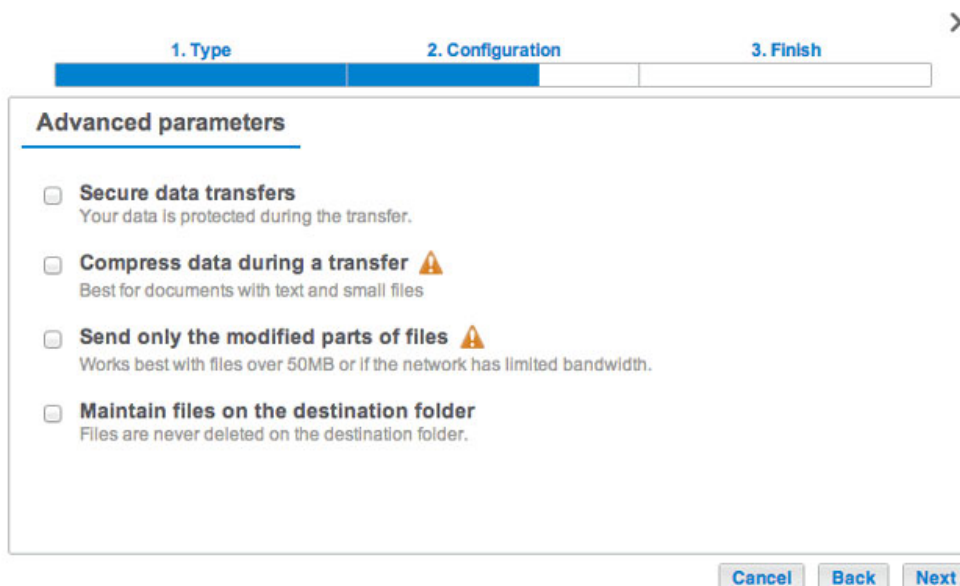 1. Type 2. Configuration 3. Finish
Advanced parameters
Secure data transfers
Your data is protected during the transfer.
Compress data during a transfer
Best for documents with text and small files
Send only the modified parts of files
Works best with files over 50MB or if the network has limited bandwidth.
Maintain files on the destination folder
Files are never deleted on the destination folder.
Cancel Back Next